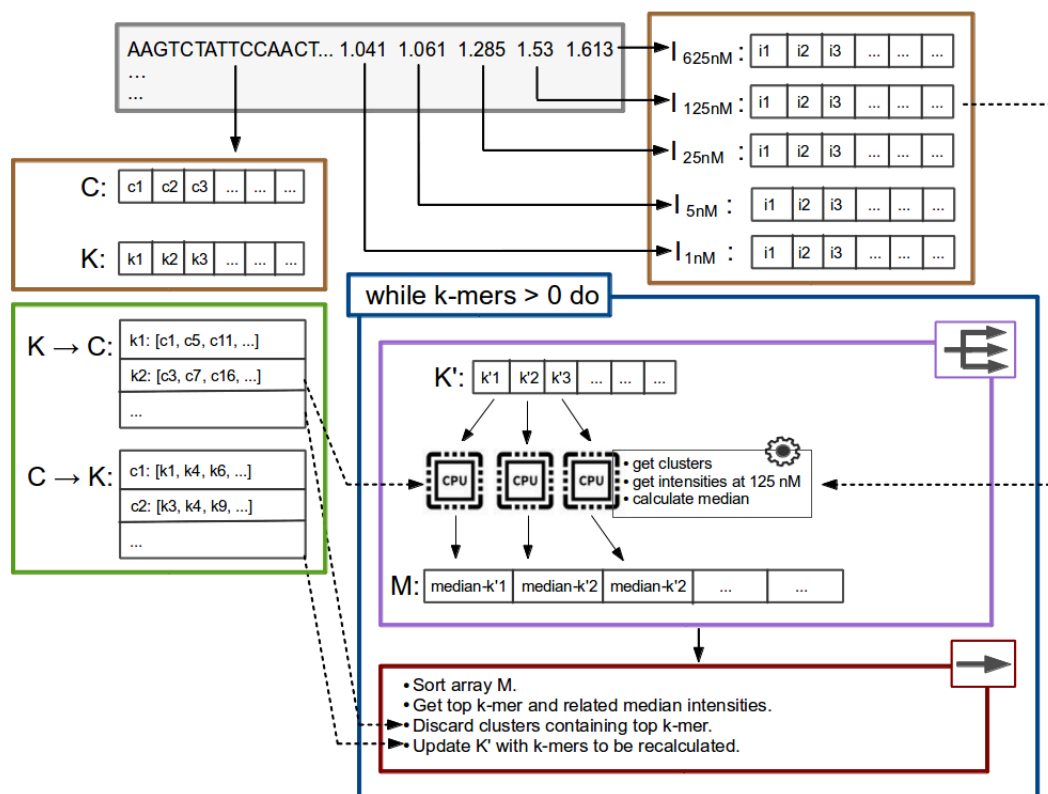 AAGTCTATTCCAACT... 1.041 1.061 1.285 1.53 1.613
...
...
I 625nM : i1 i2 i3 ... ... ...
I 125nM : i1 i2 i3 ... ... ...
I 25nM : i1 i2 i3 ... ... ...
I 5nM : i1 i2 i3 ... ... ...
I 1nM : i1 i2 i3 ... ... ...
C: c1 c2 c3 ... ... ...
K: k1 k2 k3 ... ... ...
K → C:
k1: [c1, c5, c11, ...]
k2: [c3, c7, c16, ...]
...
C → K:
c1: [k1, k4, k6, ...]
c2: [k3, k4, k9, ...]
...
while k-mers > 0 do
K': k'1 k'2 k'3 ... ... ...
CPU CPU CPU
• get clusters
• get intensities at 125 nM
• calculate median
M: median-k'1 median-k'2 median-k'2 ... ...
• Sort array M.
• Get top k-mer and related median intensities.
• Discard clusters containing top k-mer.
• Update K' with k-mers to be recalculated.